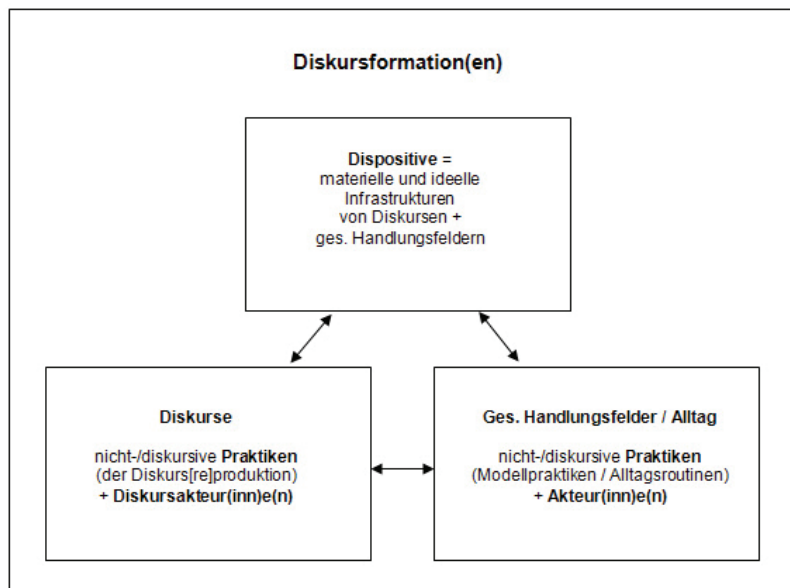 Diskursformation(en)
Dispositive =
materielle und ideelle
Infrastrukturen
von Diskursen +
ges. Handlungsfeldern
Diskurse
nicht-/diskursive Praktiken
(der Diskurs[re]produktion)
+ Diskursakteur(inn)e(n)
Ges. Handlungsfelder / Alltag
nicht-/diskursive Praktiken
(Modellpraktiken / Alltagsroutinen)
+ Akteur(inn)e(n)